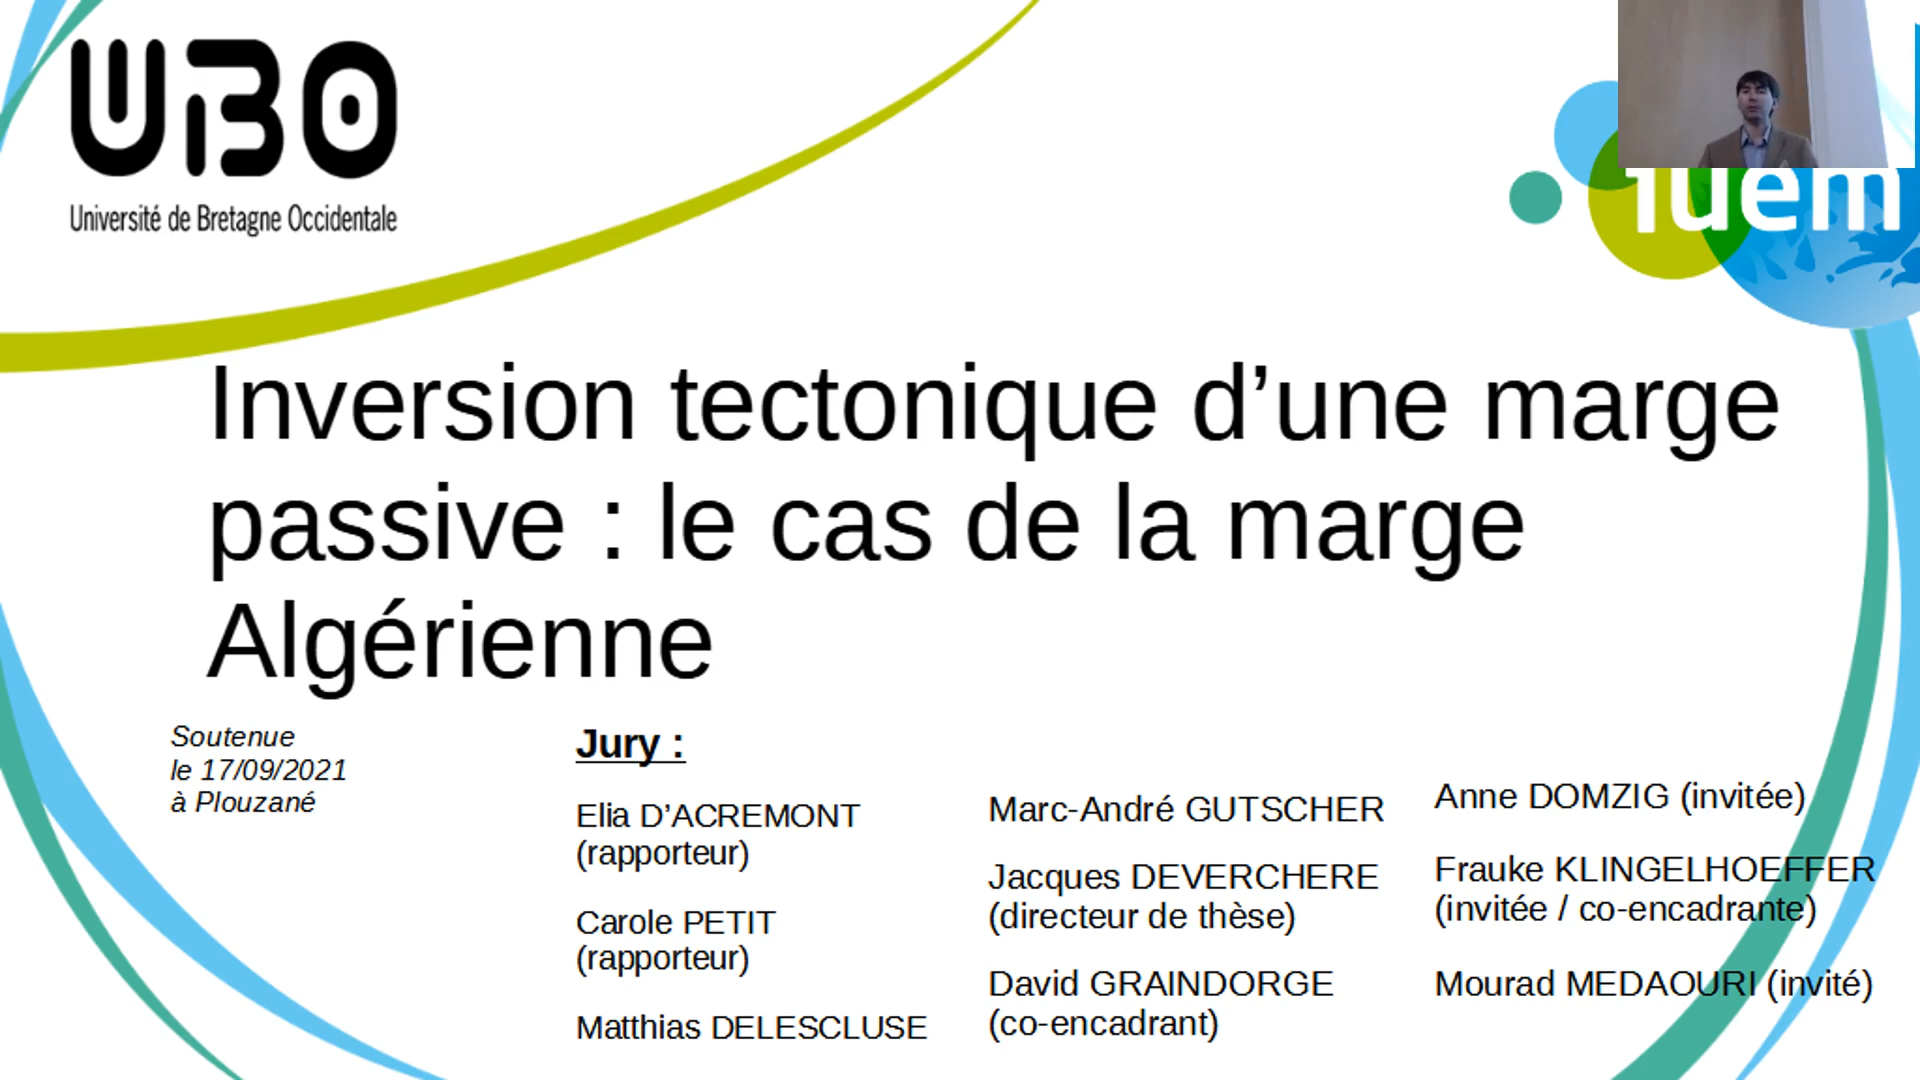 UBO
Université de Bretagne Occidentale
iuem
Inversion tectonique d’une marge
passive : le cas de la marge
Algérienne
Soutenue
le 17/09/2021
à Plouzané
Jury :
Elia D’ACREMONT
(rapporteur)
Carole PETIT
(rapporteur)
Matthias DELESCLUSE
Marc-André GUTSCHER
Jacques DEVERCHERE
(directeur de thèse)
David GRAINDORGE
(co-encadrant)
Anne DOMZIG (invitée)
Frauke KLINGELHOEFFER
(invitée / co-encadrante)
Mourad MEDAOURI (invité)